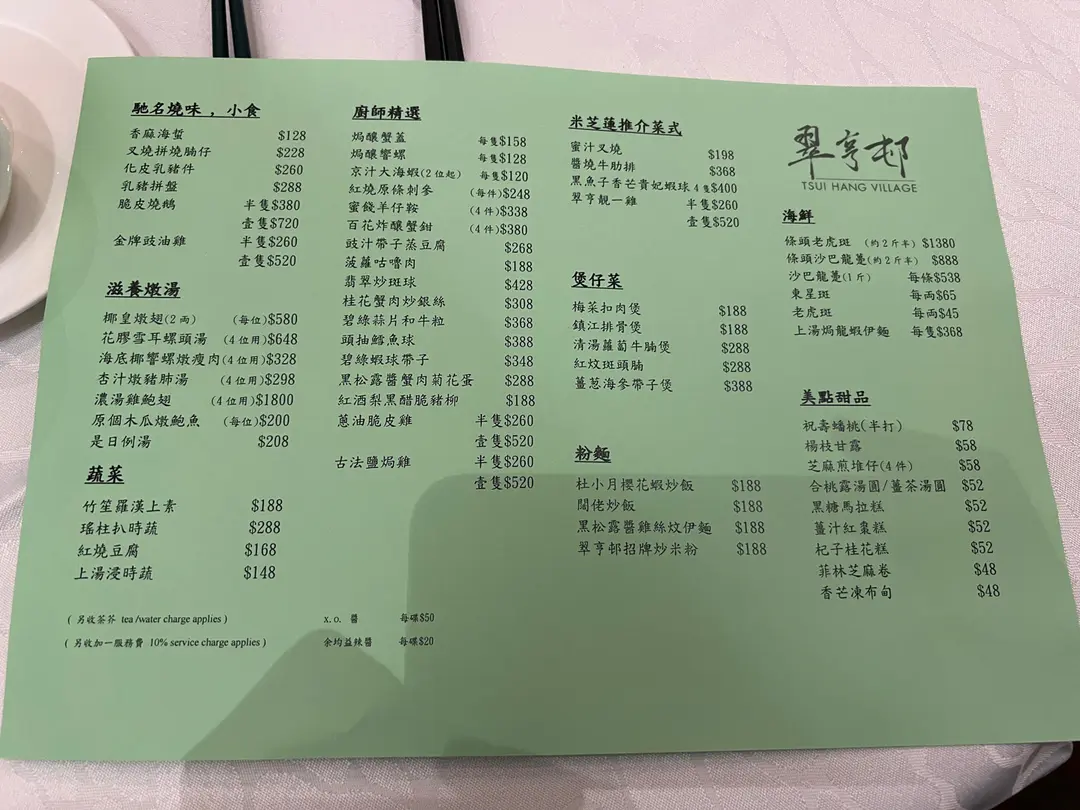 馳名燒味，小食
香麻海蜇 $128
叉燒拼燒腩仔 $228
化皮乳豬件 $260
乳豬拼盤 $288
脆皮燒鵝 半隻$380
壹隻$720
金牌豉油雞 半隻$260
壹隻$520
滋養燉湯
椰皇燉翅(2 両) (每位)$580
花膠雪耳螺頭湯 (4 位用)$648
海底椰響螺燉瘦肉(4 位用)$328
杏汁燉豬肺湯 (4 位用)$298
濃湯雞鮑翅 (4 位用)$1800
原個木瓜燉鮑魚 (每位)$200
是日例湯 $208
蔬菜
竹笙羅漢上素 $188
瑤柱扒時蔬 $288
紅燒豆腐 $168
上湯浸時蔬 $148
( 另收茶芥 tea /water charge applies )
( 另收加一服務費 10% service charge applies )
廚師精選
焗釀蟹蓋 每隻$158
焗釀響螺 每隻$128
京汁大海蝦(2 位起) 每隻$120
紅燒原條刺參 (每件)$248
蜜餞羊仔鞍 (4 件)$338
百花炸釀蟹鉗 (4 件)$380
豉汁帶子蒸豆腐 $268
菠蘿咕嚕肉 $188
翡翠炒斑球 $428
桂花蟹肉炒銀絲 $308
碧綠蒜片和牛粒 $368
頭抽鱈魚球 $388
碧綠蝦球帶子 $348
黑松露醬蟹肉菊花蛋 $288
紅酒梨黑醋脆豬柳 $188
蔥油脆皮雞 半隻$260
壹隻$520
古法鹽焗雞 半隻$260
壹隻$520
x. o. 醬 每碟$50
余均益辣醬 每碟$20
米芝蓮推介菜式
蜜汁叉燒 $198
醬燒牛肋排 $368
黑魚子香芒貴妃蝦球 4 隻$400
翠亨靚一雞 半隻$260
壹隻$520
煲仔菜
梅菜扣肉煲 $188
鎮江排骨煲 $188
清湯蘿蔔牛腩煲 $288
紅炆斑頭腩 $288
薑蔥海參帶子煲 $388
粉麵
杜小月櫻花蝦炒飯 $188
闊佬炒飯 $188
黑松露醬雞絲炆伊麵 $188
翠亨邨招牌炒米粉 $188
翠亨邨
TSUI HANG VILLAGE
海鮮
條頭老虎斑 (約 2 斤半) $1380
條頭沙巴龍躉(約 2 斤半) $888
沙巴龍躉(1 斤) 每條$538
東星斑 每両$65
老虎斑 每両$45
上湯焗龍蝦伊麵 每隻$368
美點甜品
祝壽蟠桃(半打) $78
楊枝甘露 $58
芝麻煎堆仔(4 件) $58
合桃露湯圓/薑茶湯圓 $52
黑糖馬拉糕 $52
薑汁紅棗糕 $52
杞子桂花糕 $52
菲林芝麻卷 $48
香芒凍布甸 $48